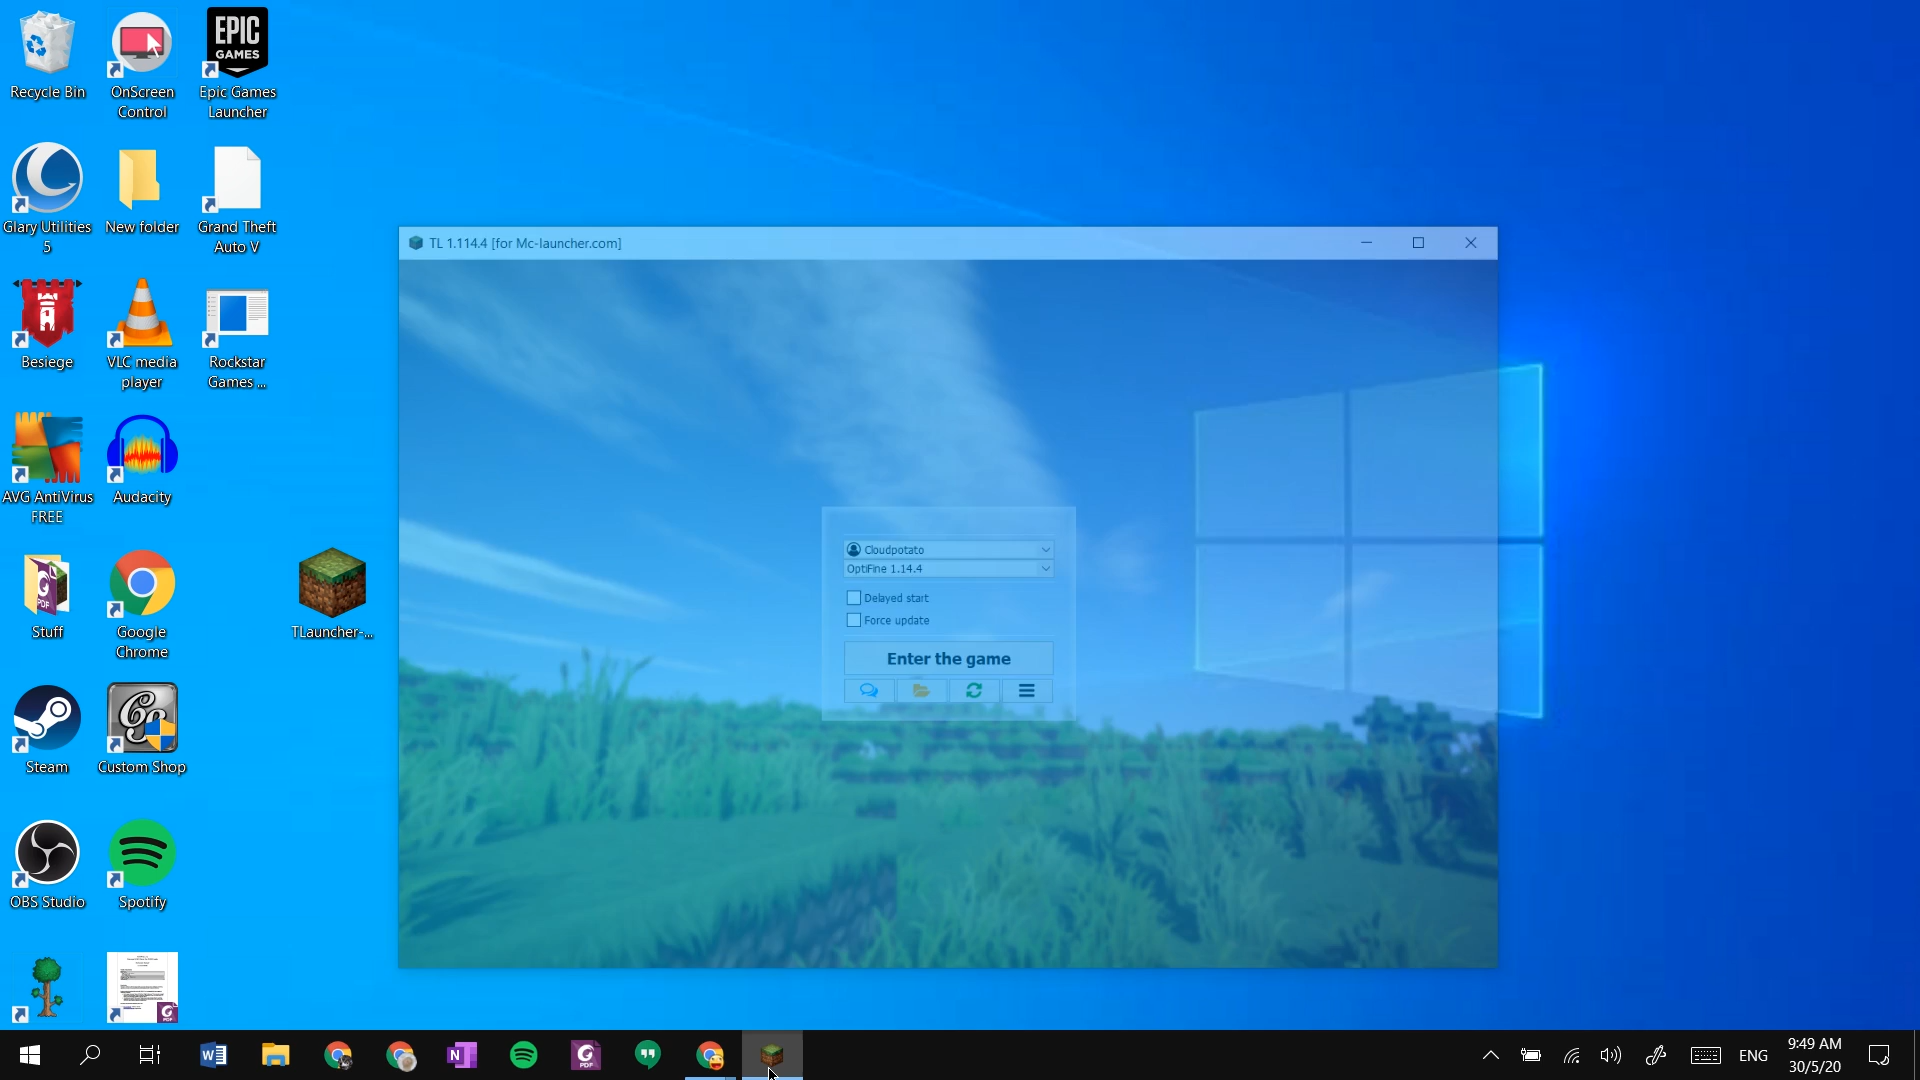 Recycle Bin
OnScreen
Control
EPIC
GAMES
Epic Games
Launcher
Glary Utilities
5
New folder
Grand Theft
Auto V
Besiege
VLC media
player
Rockstar
Games ...
AVG AntiVirus
FREE
Audacity
PDF
Stuff
Google
Chrome
TLauncher-...
Steam
Custom Shop
OBS Studio
Spotify
PDF
TL 1.114.4 [for Mc-launcher.com]
Cloudpotato
OptiFine 1.14.4
Delayed start
Force update
Enter the game
PDF
ENG
9:49 AM
30/5/20